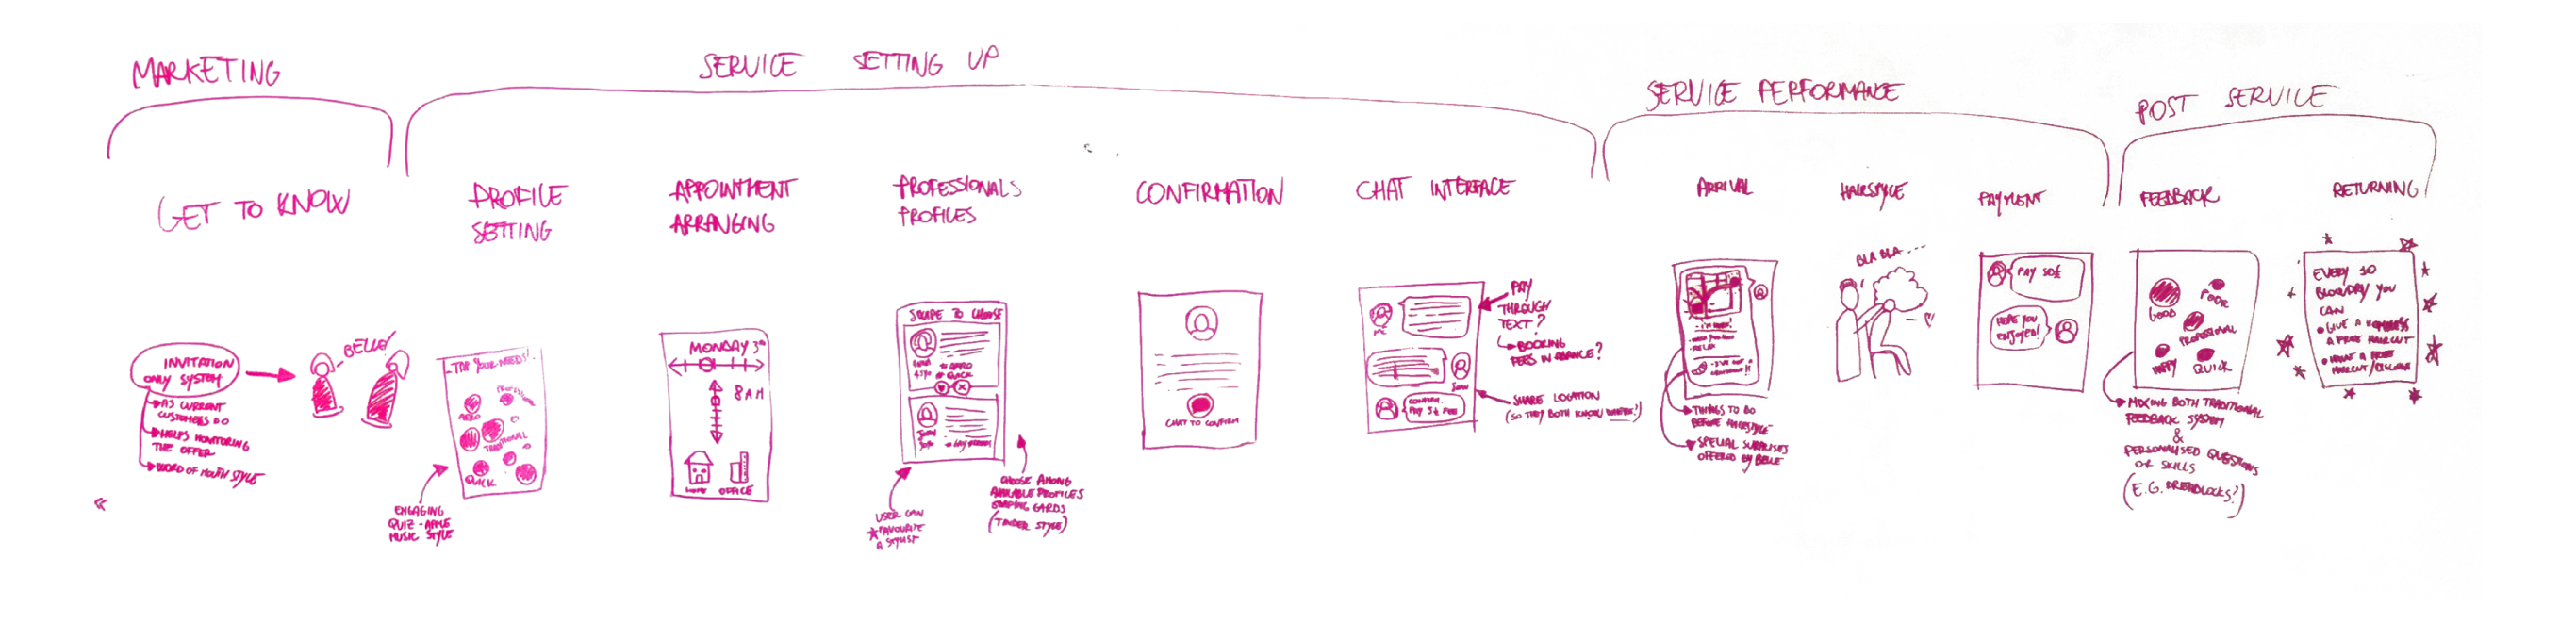 MARKETING
SERVICE SETTING UP
SERVICE PERFORMANCE
POST SERVICE
GET TO KNOW
PROFILE
SETTING
APPOINTMENT
ARRANGING
PROFESSIONALS
PROFILES
CONFIRMATION
CHAT INTERFACE
ARRIVAL
HAIRSTYLE
PAYMENT
FEEDBACK
RETURNING
INVITATION
ONLY SYSTEM
AS CURRENT
CUSTOMERS DO
HELPS MONITORING
THE OFFER
WORD OF MOUTH STYLE
BELLE!
TAP YOUR NEEDS!
AFRO
TRADITIONAL
QUICK
ENGAGING
QUIZ - APPLE
MUSIC STYLE
MONDAY 3rd
8 AM
HOME OFFICE
SWIPE TO CHOOSE
AFRO
QUICK
USER CAN
FAVOURITE
A STYLIST
CHOOSE AMONG
AVAILABLE PROFILES
SWIPING CARDS
(TINDER STYLE)
CHAT TO CONFIRM
PAY
THROUGH
TEXT?
BOOKING
FEES IN ADVANCE?
CONFIRM
PAY 5£ FEE
SHARE LOCATION
(SO THEY BOTH KNOW WHERE!)
THINGS TO DO
BEFORE HAIRSTYLE
SPECIAL SURPRISES
OFFERED BY BELLE
BLA BLA ...
PAY 50£
HOPE YOU
ENJOYED!
GOOD
POOR
PROFESSIONAL
QUICK
MIXING BOTH TRADITIONAL
FEEDBACK SYSTEM
&
PERSONALISED QUESTIONS
OR SKILLS
(E.G. DREADLOCKS?)
EVERY 10
BLOWDRY YOU
CAN
GIVE A HOMELESS
A FREE HAIRCUT
A FREE
HAIRCUT/